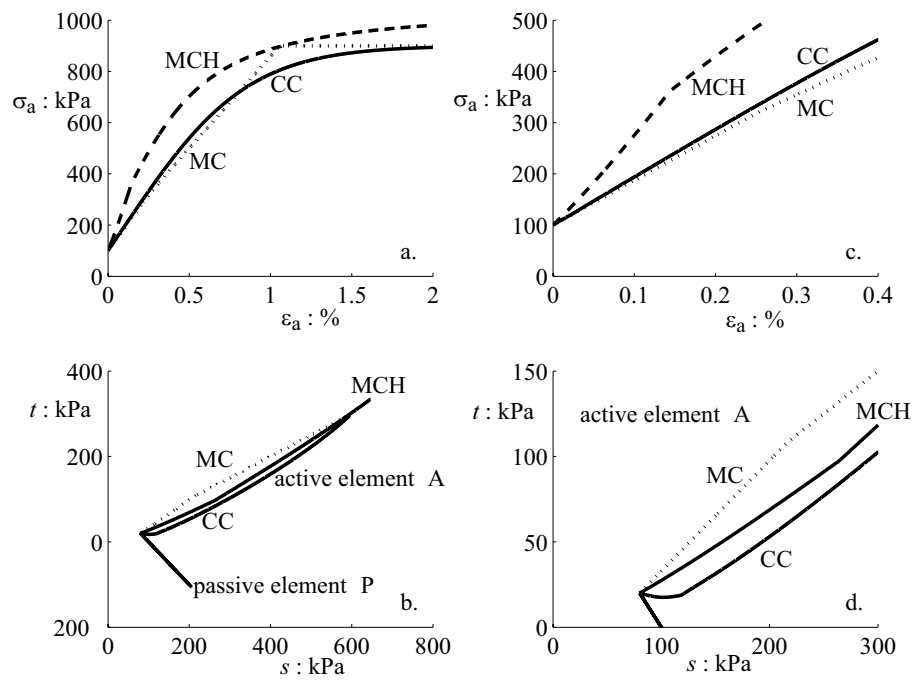 1000
800
σa : kPa
600
400
200
0
MCH
CC
MC
a.
0 0.5 1 1.5 2
εa : %
500
400
σa : kPa
300
200
100
0
CC
MCH
MC
c.
0 0.1 0.2 0.3 0.4
εa : %
400
t : kPa
200
0
200
MCH
MC
active element A
CC
passive element P
b.
0 200 400 600 800
s : kPa
150
t : kPa
100
50
0
active element A
MCH
MC
CC
d.
0 100 200 300
s : kPa